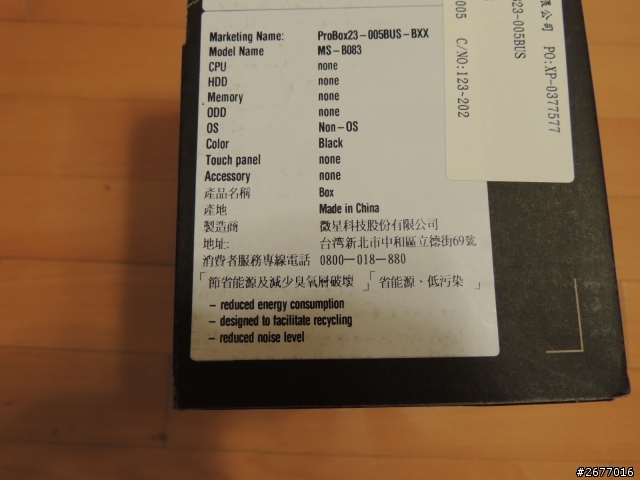 Marketing Name: ProBox23-005BUS-BXX
Model Name MS-B083
CPU none
HDD none
Memory none
ODD none
OS Non-OS
Color Black
Touch panel none
Accessory none
產品名稱 Box
產地 Made in China
製造商 微星科技股份有限公司
地址: 台湾新北市中和區立德街69號
消費者服務專線電話 0800-018-880
「節省能源及減少臭氧層破壞」「省能源、低污染」
- reduced energy consumption
- designed to facilitate recycling
- reduced noise level
限公司 PO:XP-0377577
23-005BUS
005 C/NO:123-202
#2677016